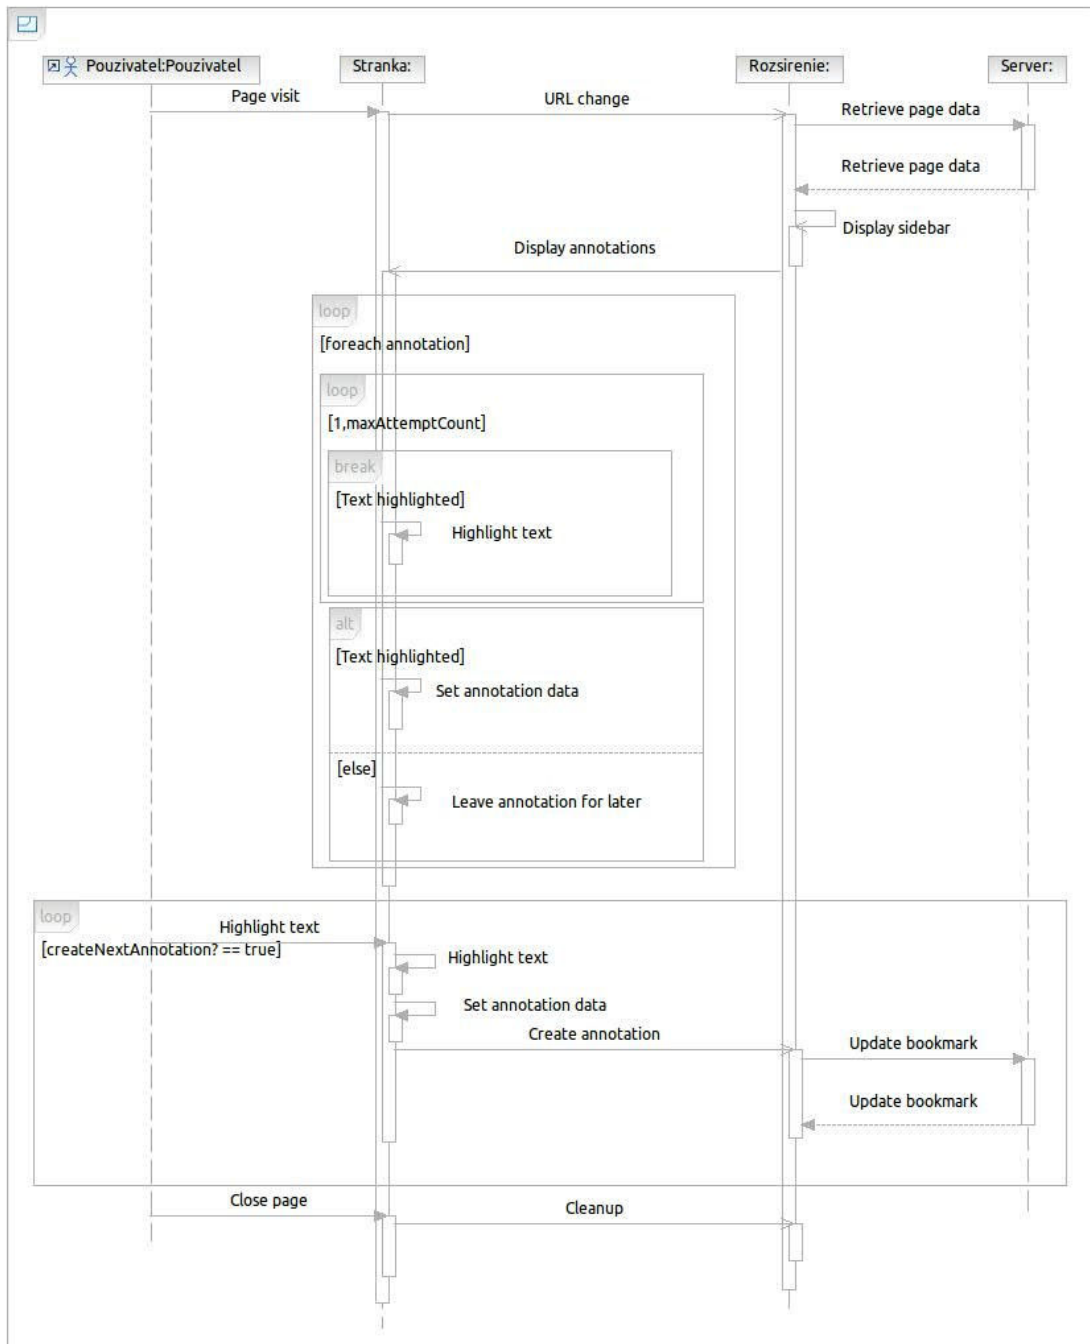 Pouzivatel:Pouzivatel
Stranka:
Rozsirenie:
Server:
Page visit
URL change
Retrieve page data
Retrieve page data
Display sidebar
Display annotations
loop
[foreach annotation]
loop
[1,maxAttemptCount]
break
[Text highlighted]
Highlight text
alt
[Text highlighted]
Set annotation data
[else]
Leave annotation for later
loop
Highlight text
[createNextAnnotation? == true]
Highlight text
Set annotation data
Create annotation
Update bookmark
Update bookmark
Close page
Cleanup